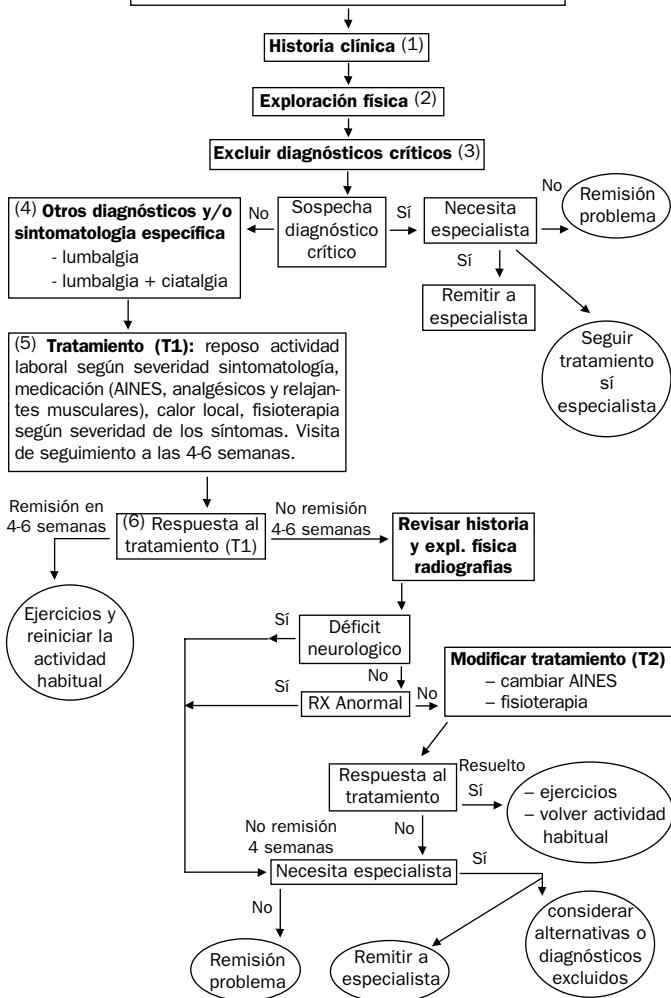 Historia clínica (1)
Exploración física (2)
Excluir diagnósticos críticos (3)
(4) Otros diagnósticos y/o
sintomatologia específica
- lumbalgia
- lumbalgia + ciatalgia
No
Sospecha
diagnóstico
crítico
Sí
Necesita
especialista
No
Remisión
problema
Sí
Remitir a
especialista
Seguir
tratamiento
sí
especialista
(5) Tratamiento (T1): reposo actividad
laboral según severidad sintomatología,
medicación (AINES, analgésicos y relajan-
tes musculares), calor local, fisioterapia
según severidad de los síntomas. Visita
de seguimiento a las 4-6 semanas.
Remisión en
4-6 semanas
(6) Respuesta al
tratamiento (T1)
No remisión
4-6 semanas
Revisar historia
y expl. física
radiografias
Ejercicios y
reiniciar la
actividad
habitual
Sí
Déficit
neurologico
No
Sí
RX Anormal
No
Modificar tratamiento (T2)
– cambiar AINES
– fisioterapia
Respuesta al
tratamiento
Resuelto
Sí
– ejercicios
– volver actividad
habitual
No
No remisión
4 semanas
Necesita especialista
Sí
No
Remisión
problema
Remitir a
especialista
considerar
alternativas o
diagnósticos
excluidos